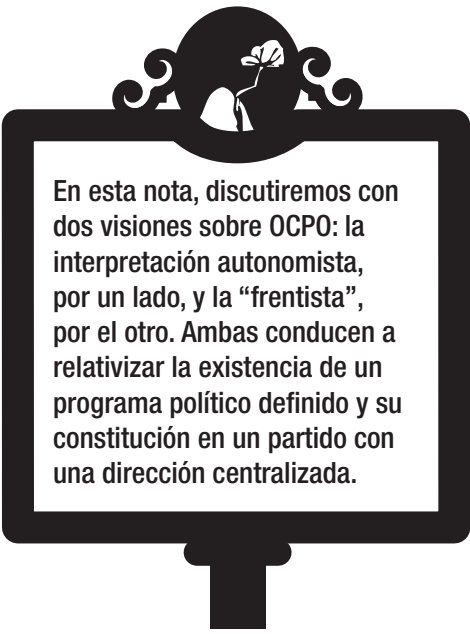 En esta nota, discutiremos con
dos visiones sobre OCPO: la
interpretación autonomista,
por un lado, y la “frentista”,
por el otro. Ambas conducen a
relativizar la existencia de un
programa político definido y su
constitución en un partido con
una dirección centralizada.